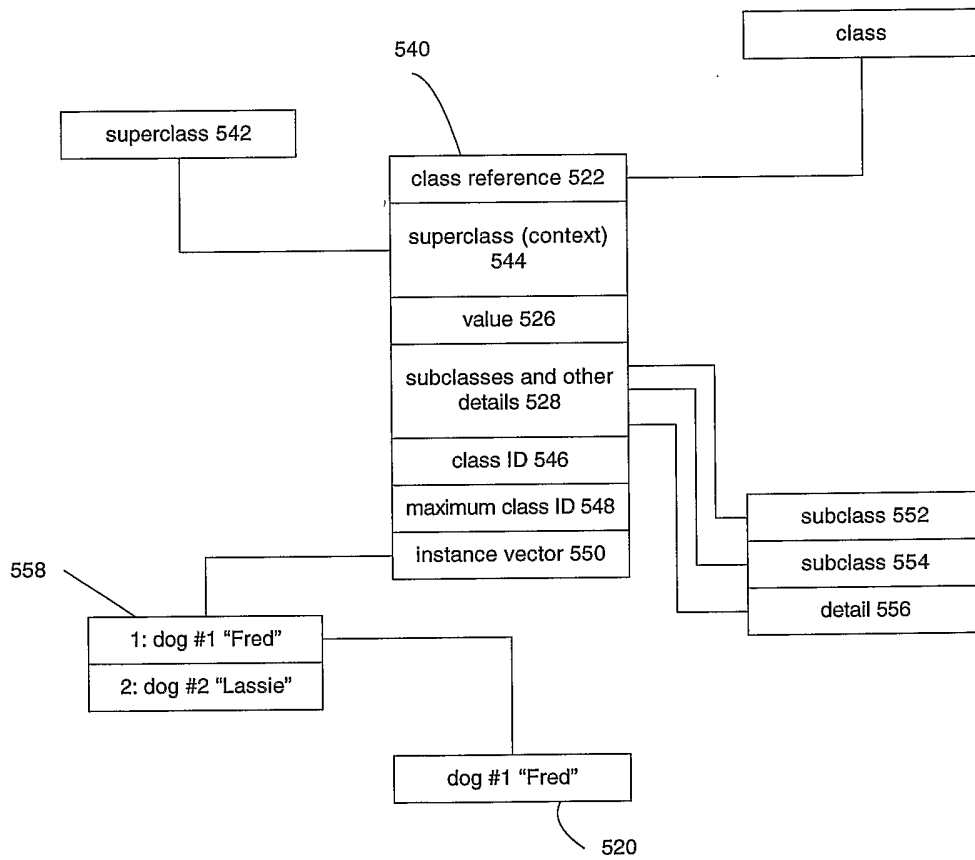 540
class
superclass 542
class reference 522
superclass (context)
544
value 526
subclasses and other
details 528
class ID 546
maximum class ID 548
instance vector 550
subclass 552
subclass 554
detail 556
558
1: dog #1 “Fred”
2: dog #2 “Lassie”
dog #1 “Fred”
520